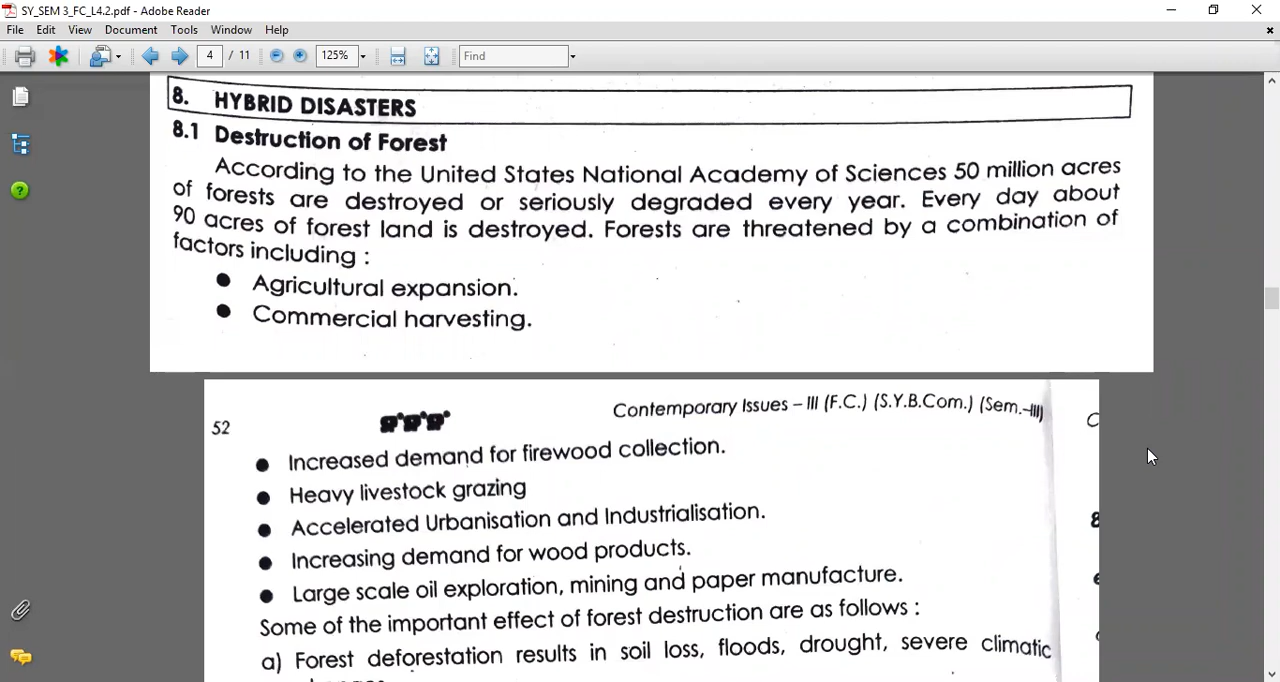 SY_SEM 3_FC_L4.2.pdf - Adobe Reader
File Edit View Document Tools Window Help
4 / 11 125% Find
8. HYBRID DISASTERS
8.1 Destruction of Forest
According to the United States National Academy of Sciences 50 million acres
of forests are destroyed or seriously degraded every year. Every day about
90 acres of forest land is destroyed. Forests are threatened by a combination of
factors including :
● Agricultural expansion.
● Commercial harvesting.
52 Contemporary Issues – III (F.C.) (S.Y.B.Com.) (Sem.–III)
● Increased demand for firewood collection.
● Heavy livestock grazing
● Accelerated Urbanisation and Industrialisation.
● Increasing demand for wood products.
● Large scale oil exploration, mining and paper manufacture.
Some of the important effect of forest destruction are as follows :
a) Forest deforestation results in soil loss, floods, drought, severe climatic